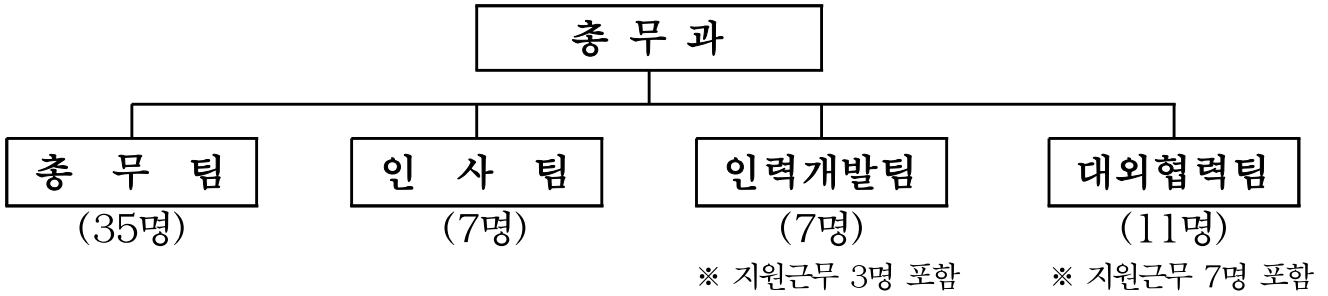 총 무 과
총 무 팀 인 사 팀 인력개발팀 대외협력팀
(35명) (7명) (7명) (11명)
※ 지원근무 3명 포함 ※ 지원근무 7명 포함